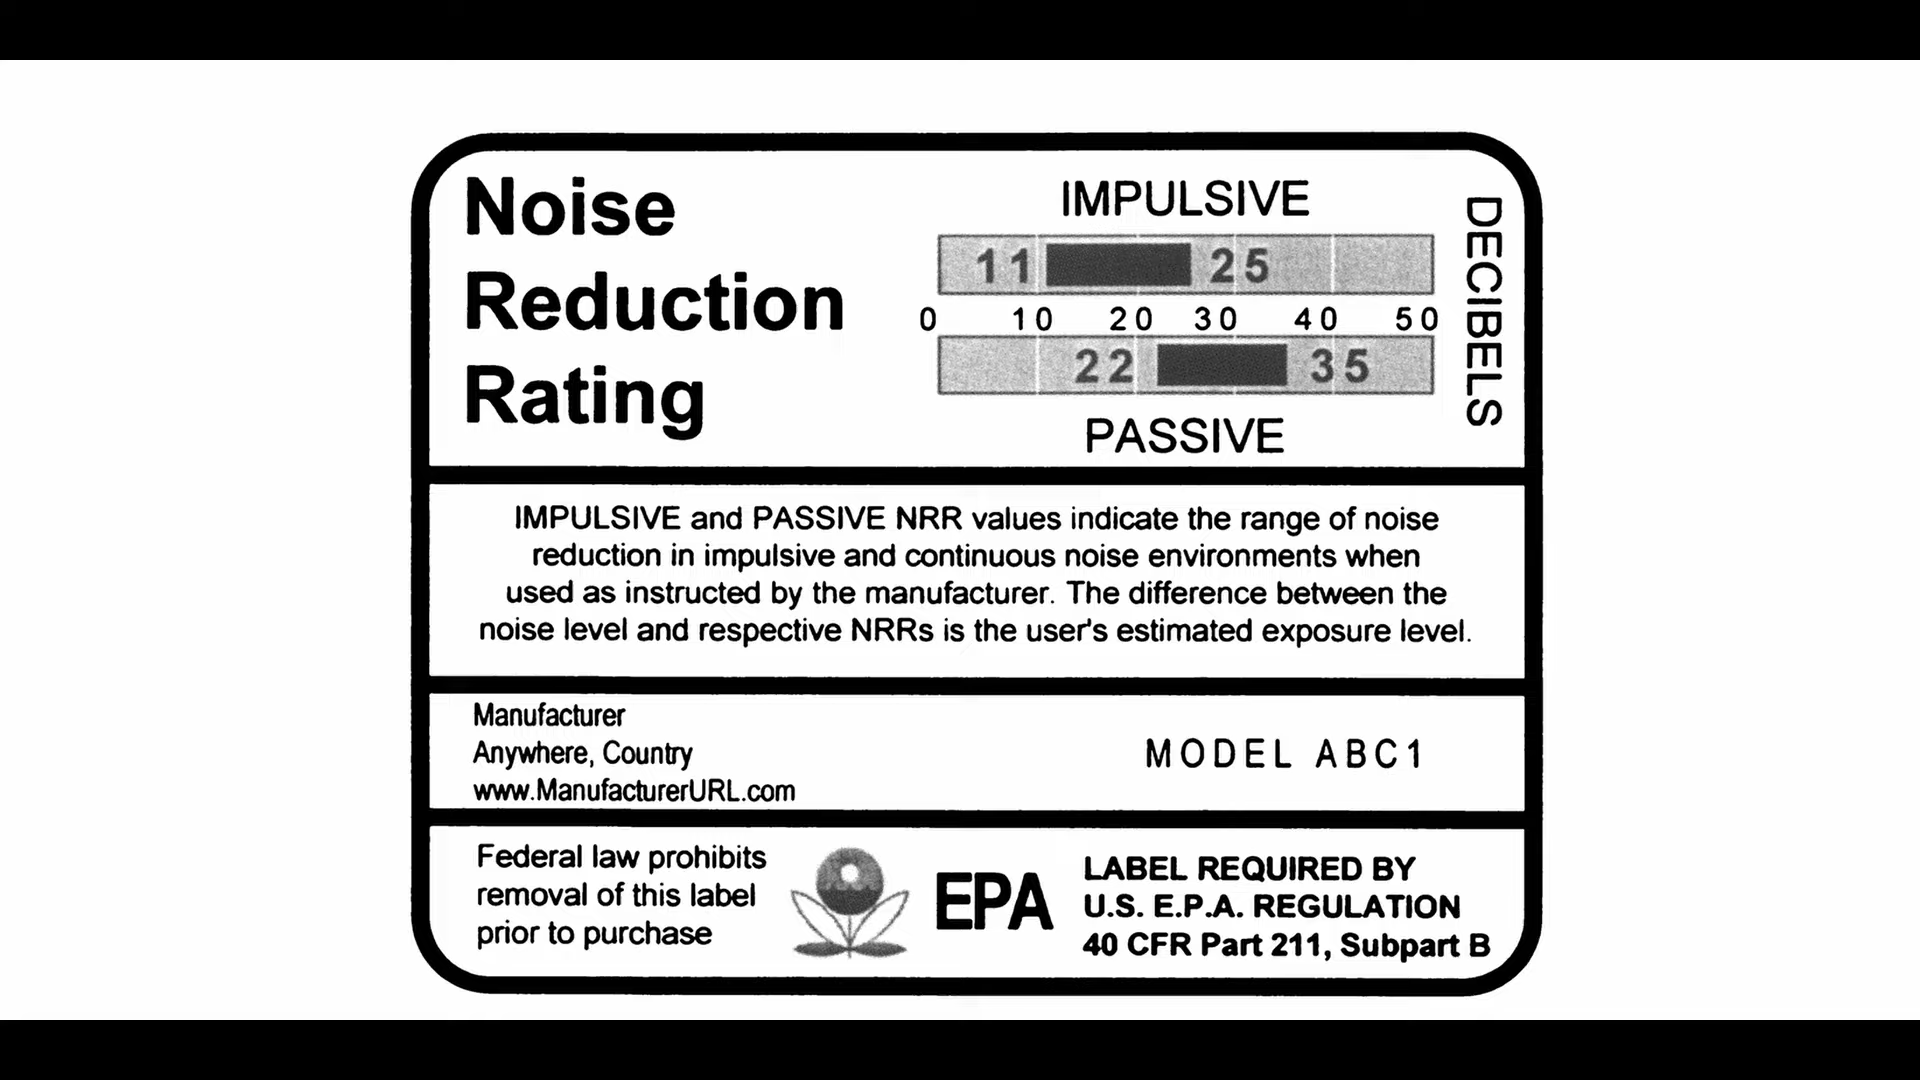 Noise
Reduction
Rating
IMPULSIVE
11 25
0 10 20 30 40 50
22 35
PASSIVE
DECIBELS
IMPULSIVE and PASSIVE NRR values indicate the range of noise
reduction in impulsive and continuous noise environments when
used as instructed by the manufacturer. The difference between the
noise level and respective NRRs is the user's estimated exposure level.
Manufacturer
Anywhere, Country
www.ManufacturerURL.com
MODEL ABC1
Federal law prohibits
removal of this label
prior to purchase
EPA
LABEL REQUIRED BY
U.S. E.P.A. REGULATION
40 CFR Part 211, Subpart B